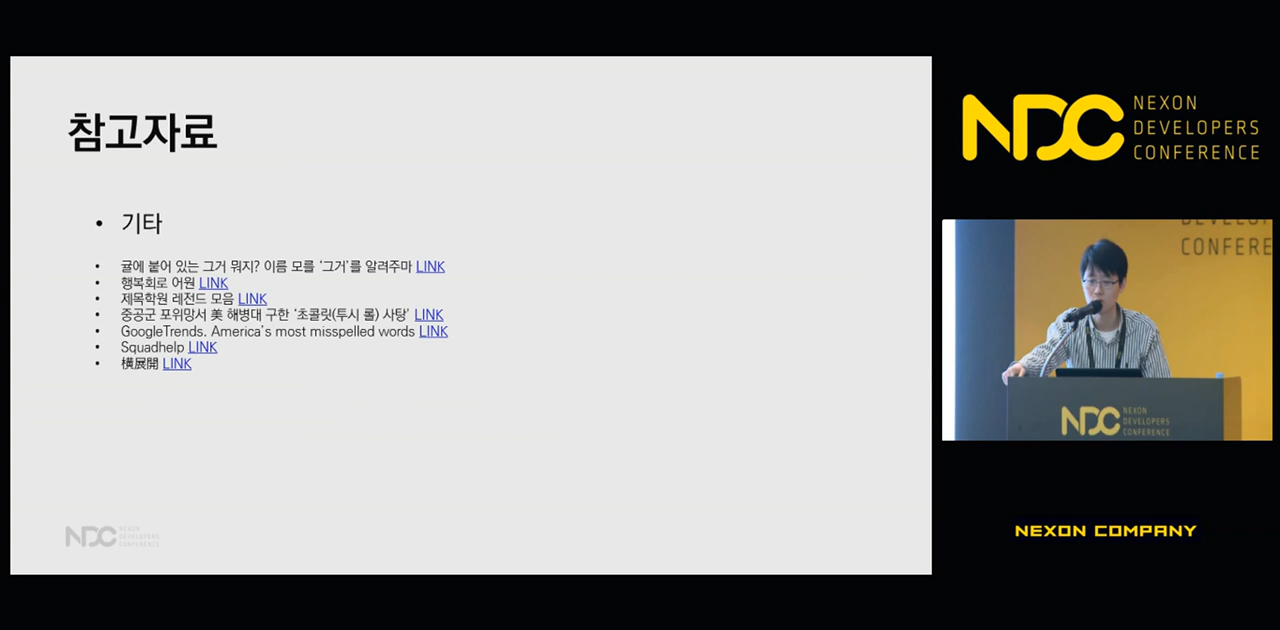 참고자료
• 기타
• 귤에 붙어 있는 그거 뭐지? 이름 모를 ‘그거’를 알려주마 LINK
• 행복회로 어원 LINK
• 제목학원 레전드 모음 LINK
• 중공군 포위망서 美 해병대 구한 ‘초콜릿(투시 롤) 사탕’ LINK
• GoogleTrends. America’s most misspelled words LINK
• Squadhelp LINK
• 橫展開 LINK
NDC NEXON
DEVELOPERS
CONFERENCE
NDC NEXON
DEVELOPERS
CONFERENCE
CONFERE
NDC NEXON
DEVELOPERS
CONFERENCE
NEXON COMPANY